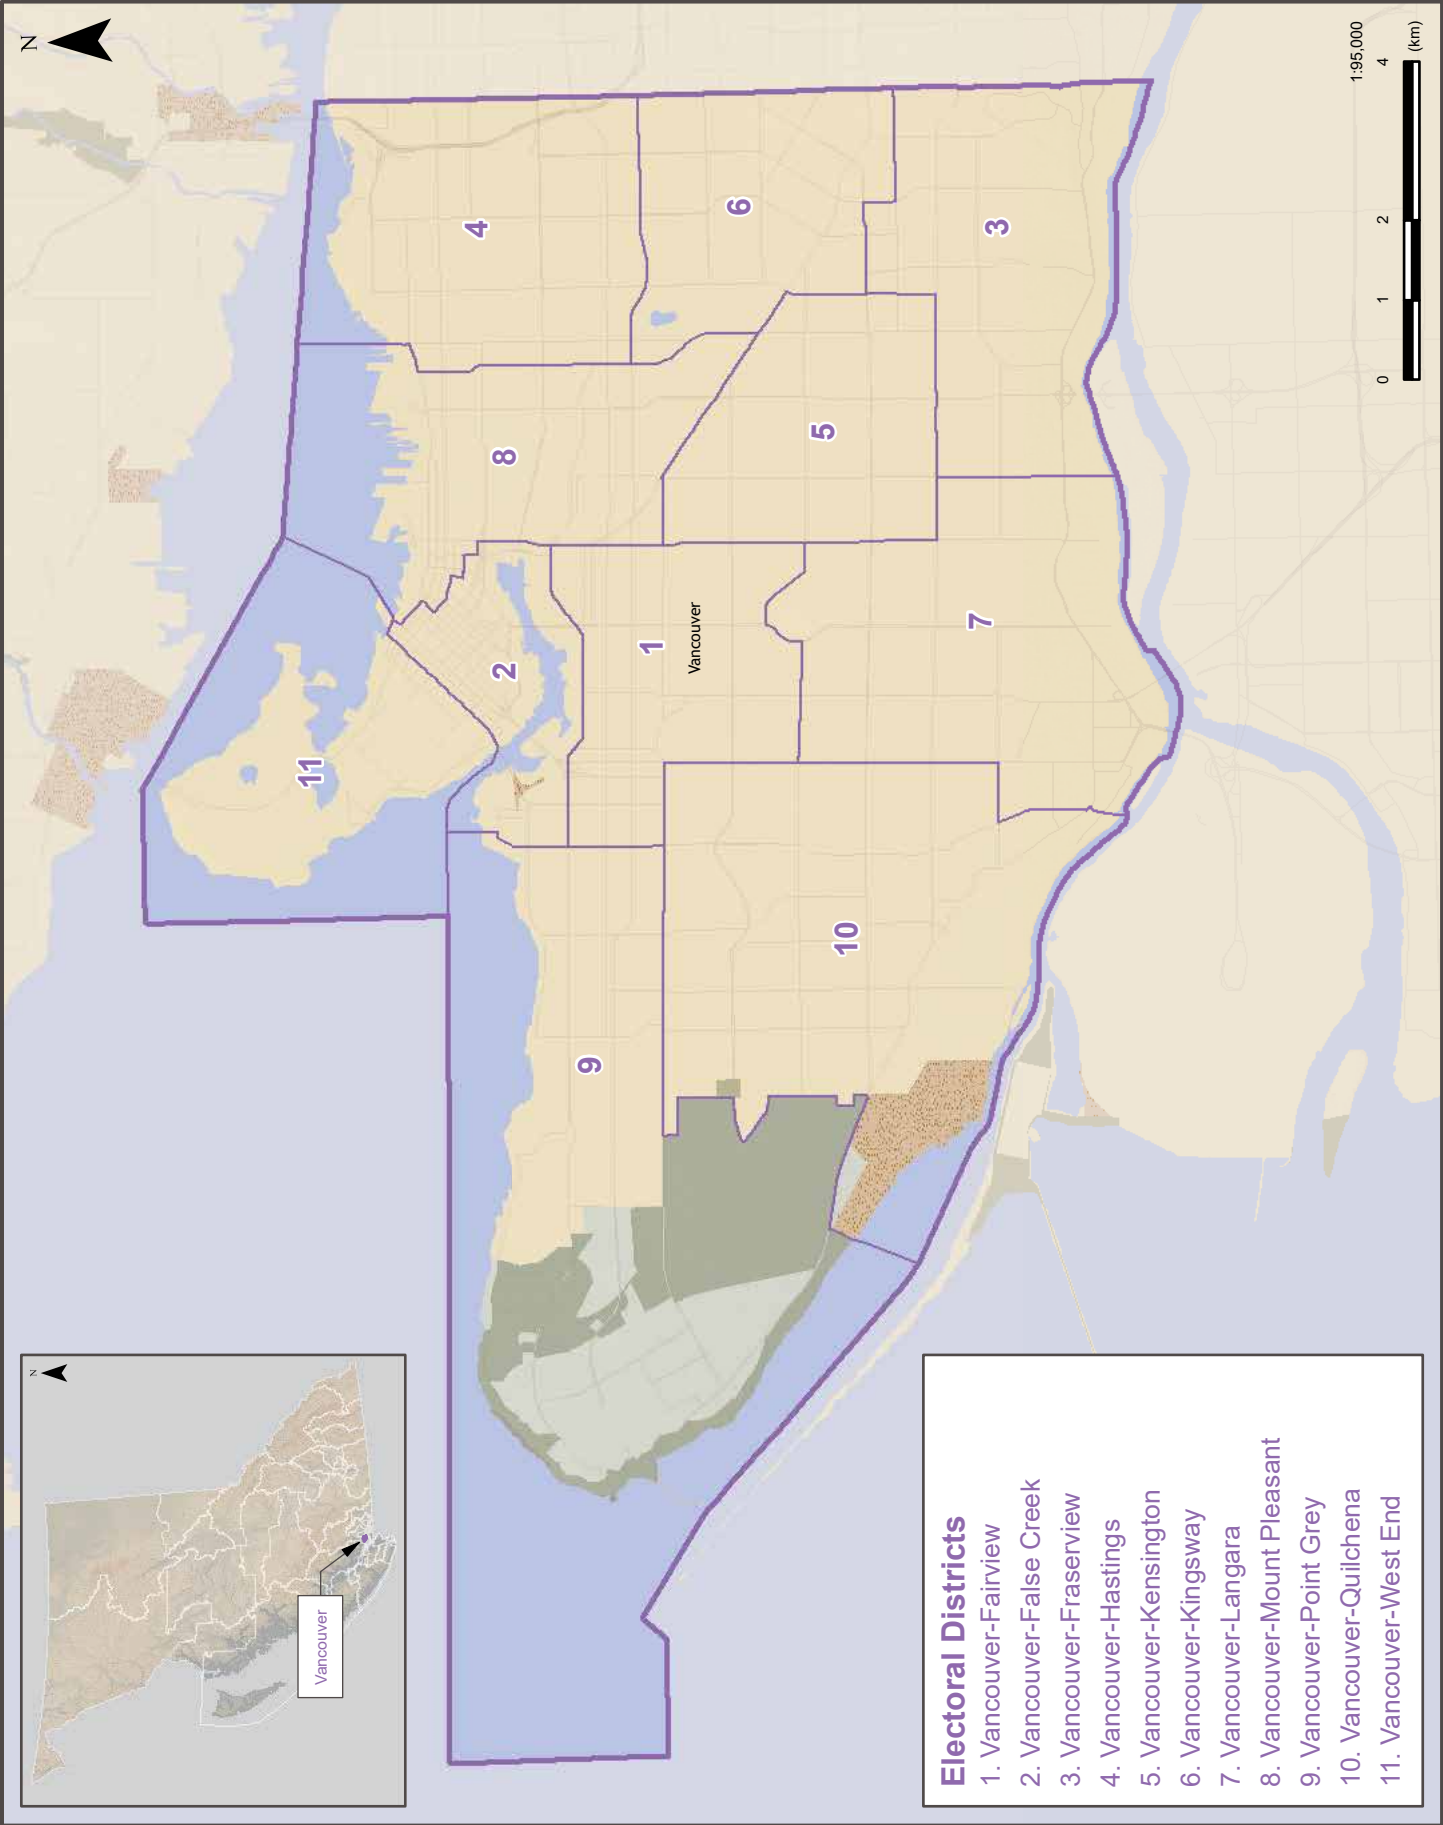 N
N
Vancouver
11
2
8
4
9
1
Vancouver
6
10
5
7
3
Electoral Districts
1. Vancouver-Fairview
2. Vancouver-False Creek
3. Vancouver-Fraserview
4. Vancouver-Hastings
5. Vancouver-Kensington
6. Vancouver-Kingsway
7. Vancouver-Langara
8. Vancouver-Mount Pleasant
9. Vancouver-Point Grey
10. Vancouver-Quilchena
11. Vancouver-West End
1:95,000
0 1 2 4
(km)